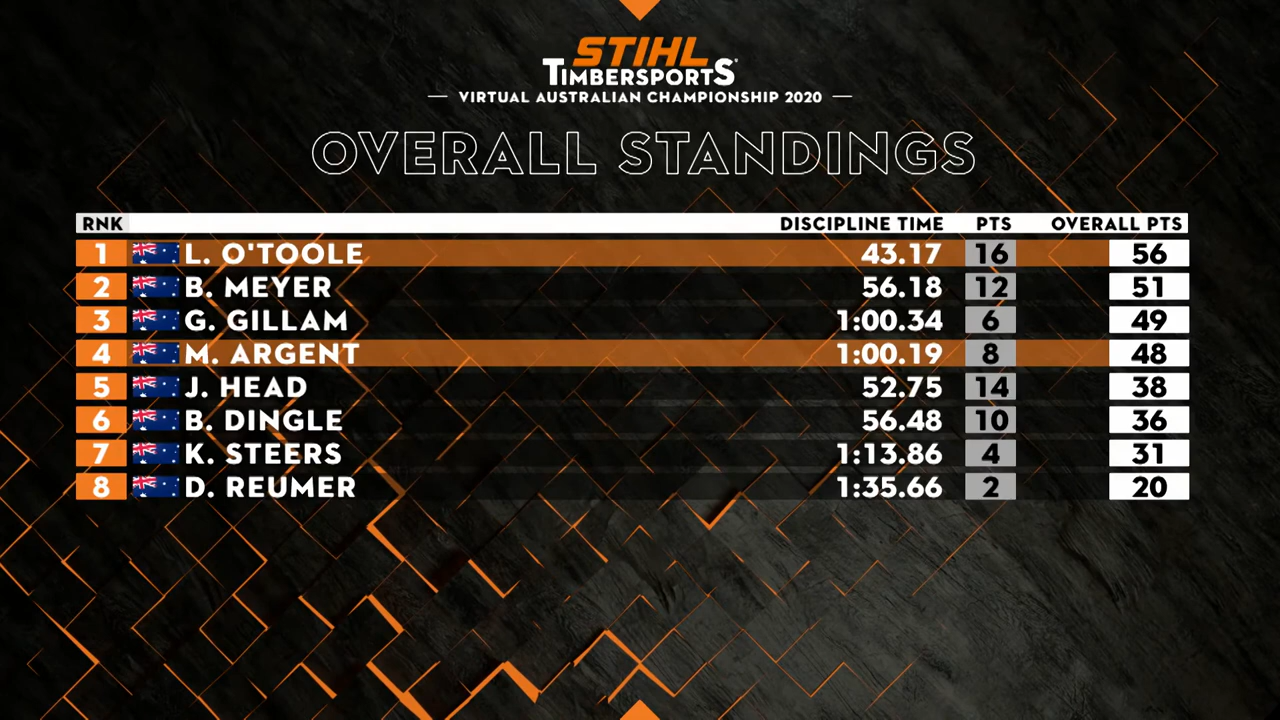 STIHL
TIMBERSPORTS®
VIRTUAL AUSTRALIAN CHAMPIONSHIP 2020
OVERALL STANDINGS
RNK DISCIPLINE TIME PTS OVERALL PTS
1 L. O'TOOLE 43.17 16 56
2 B. MEYER 56.18 12 51
3 G. GILLAM 1:00.34 6 49
4 M. ARGENT 1:00.19 8 48
5 J. HEAD 52.75 14 38
6 B. DINGLE 56.48 10 36
7 K. STEERS 1:13.86 4 31
8 D. REUMER 1:35.66 2 20